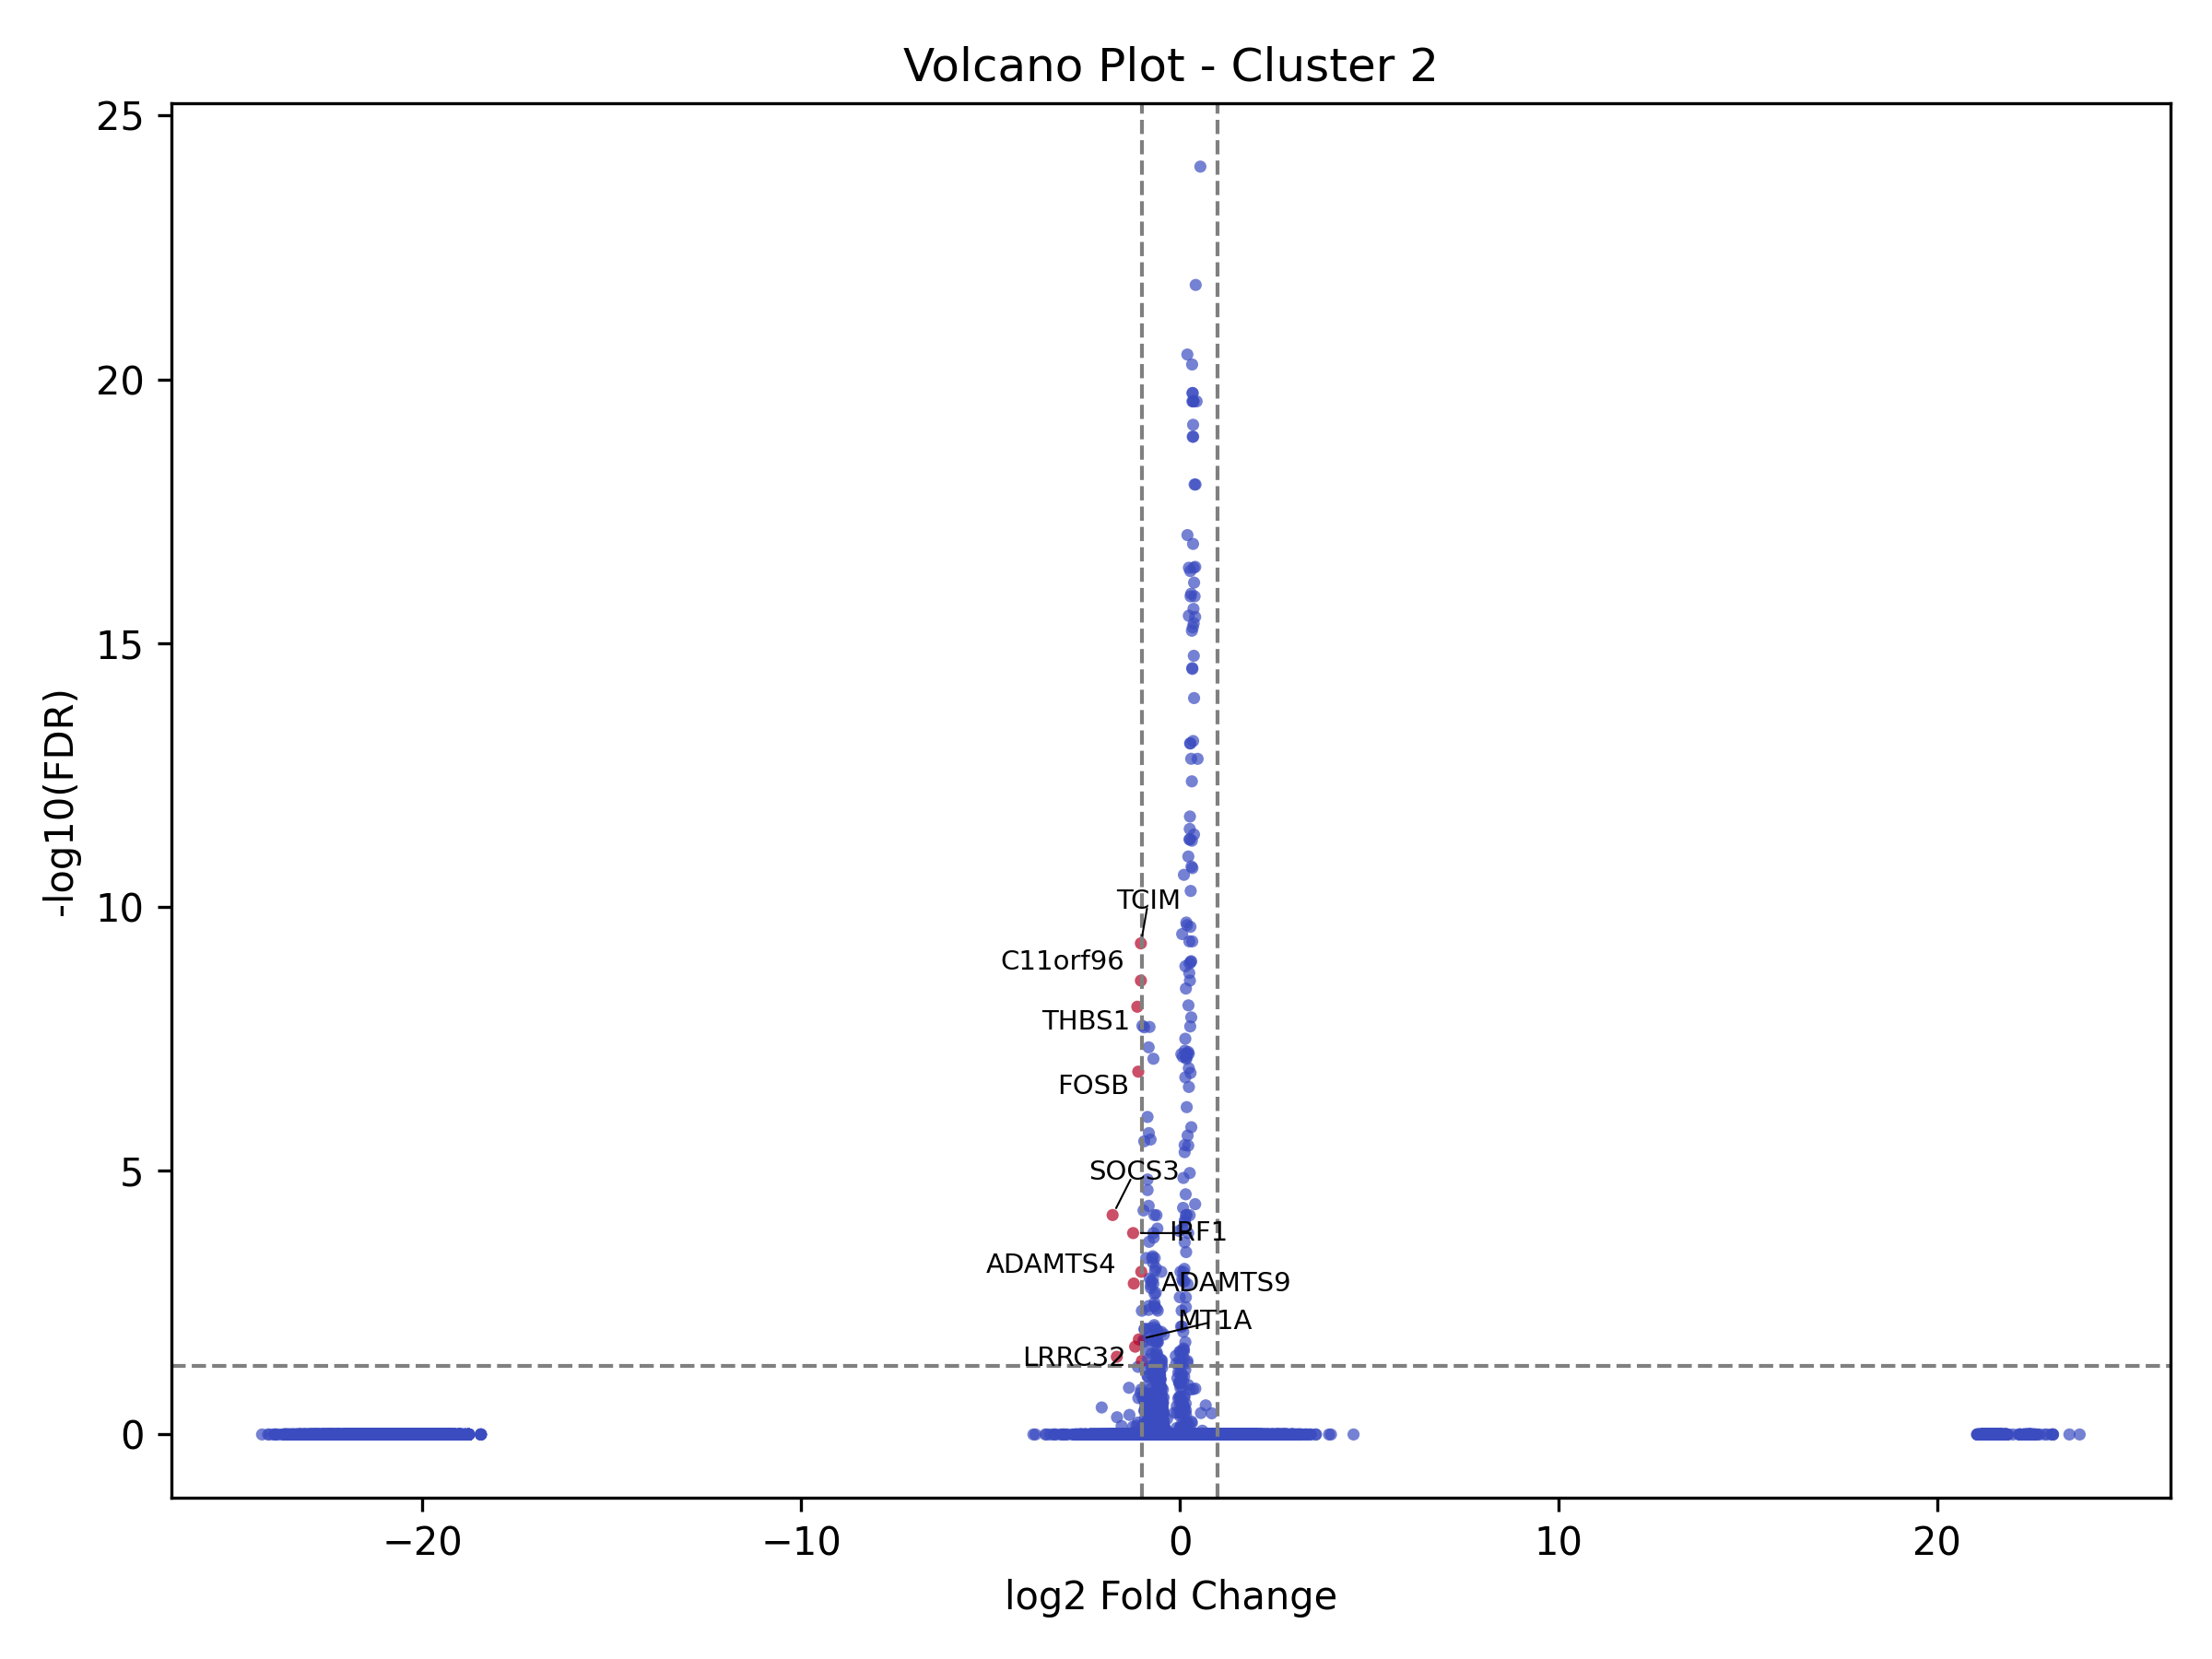 Volcano Plot - Cluster 2
25
20
15
10
5
0
-log10(FDR)
TCIM
C11orf96
THBS1
FOSB
SOCS3
IRF1
ADAMTS4
ADAMTS9
MT1A
LRRC32
−20
−10
0
10
20
log2 Fold Change